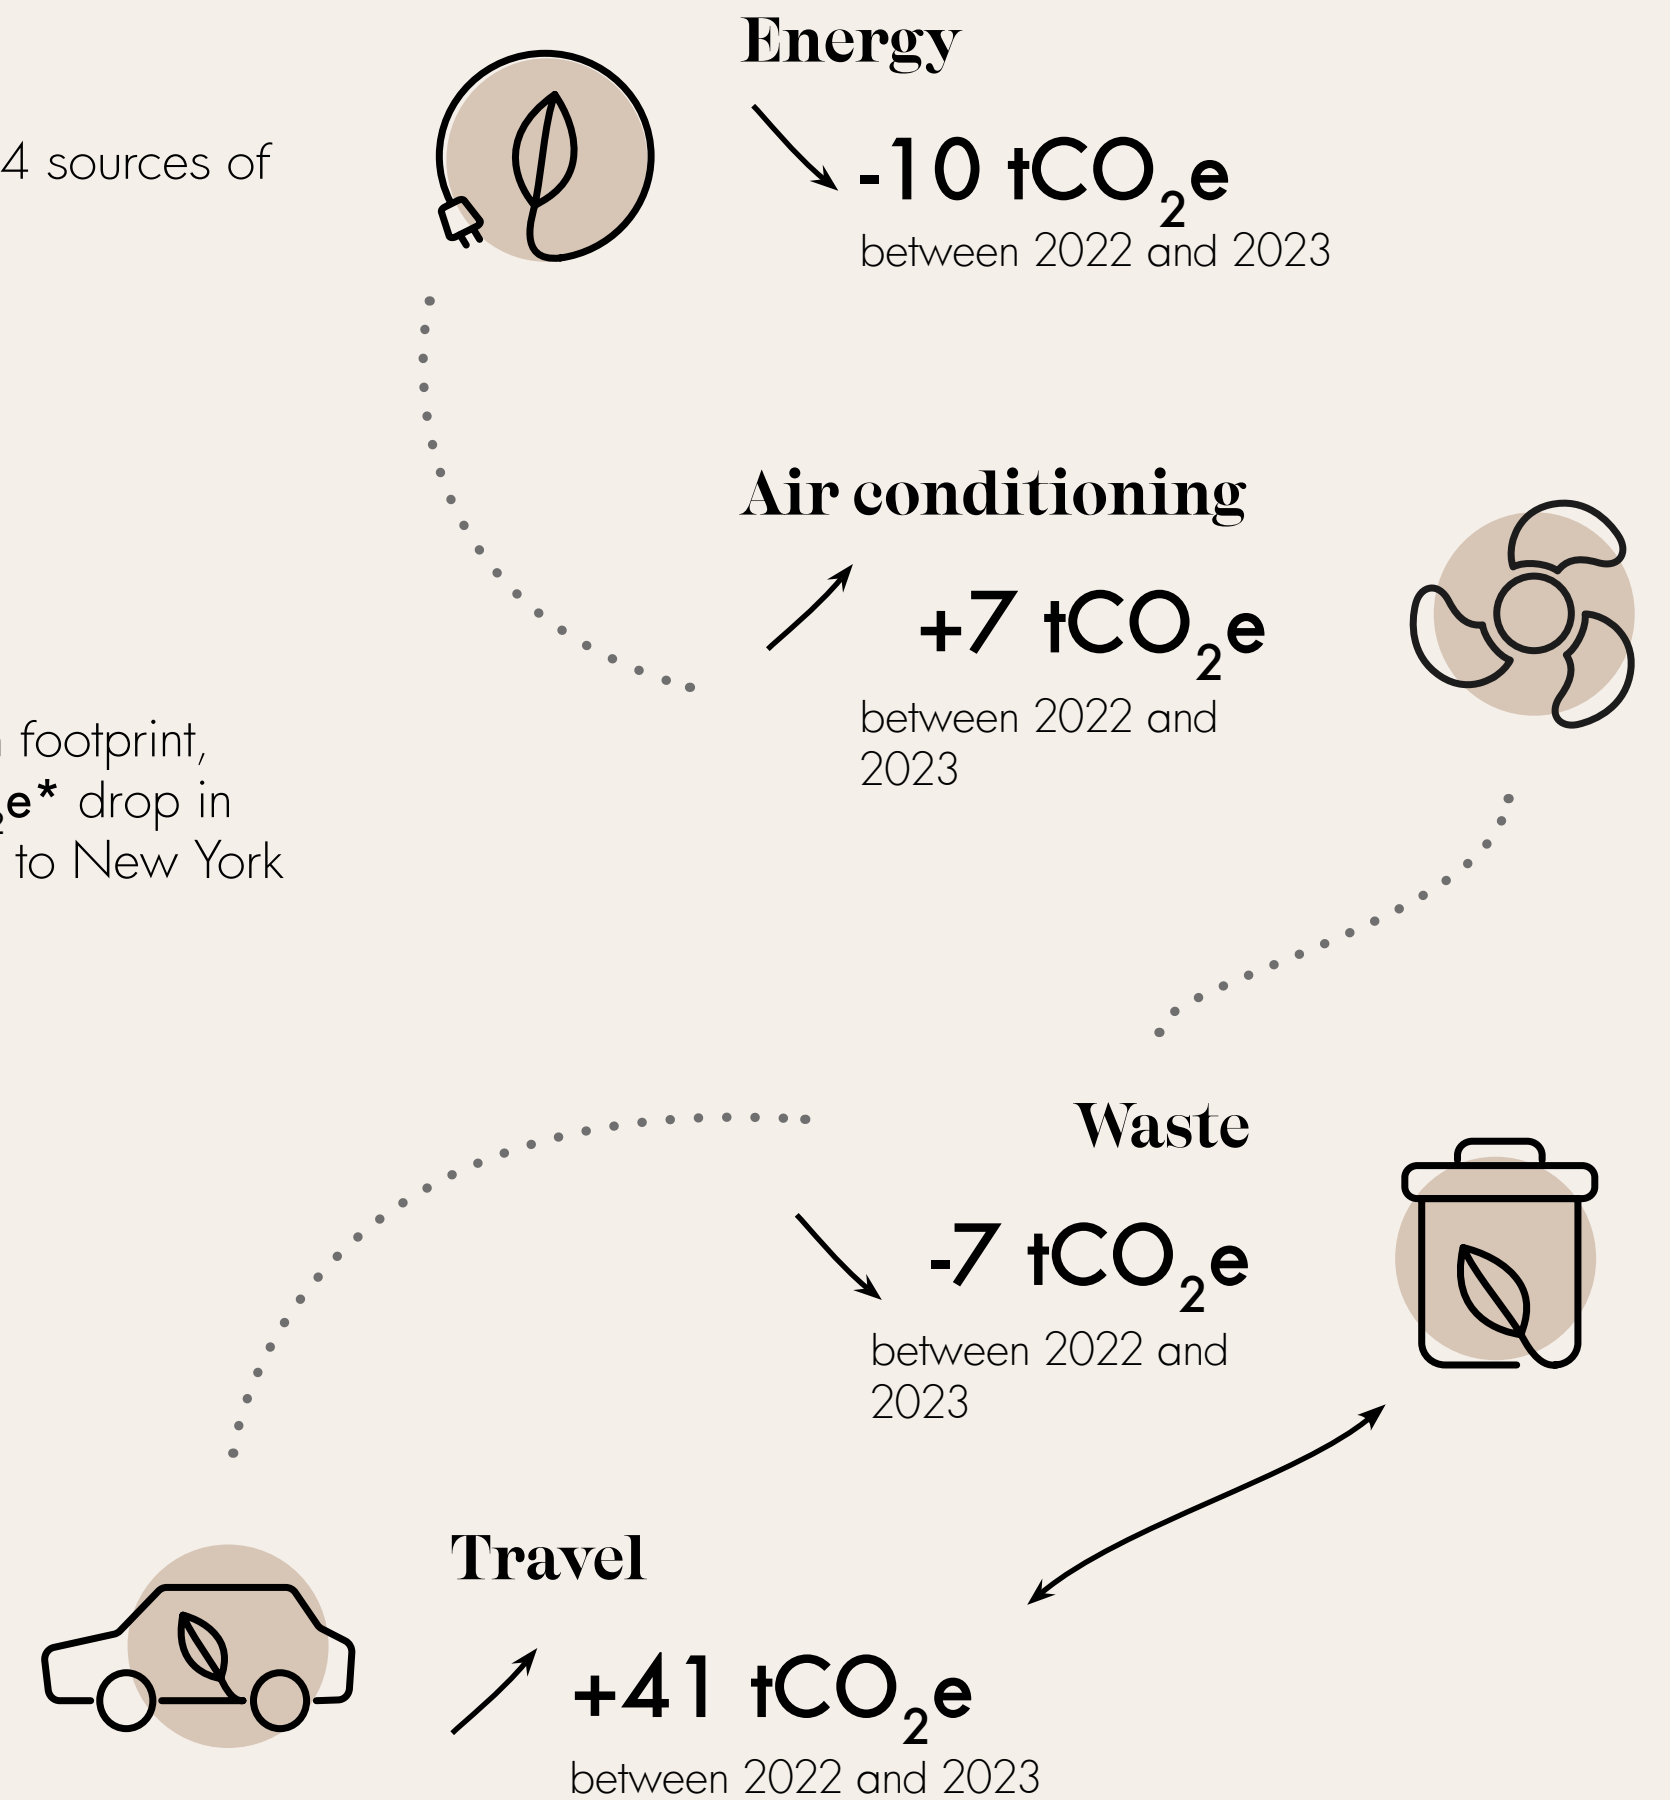 Energy
4 sources of
-10 tCO₂e
between 2022 and 2023
Air conditioning
+7 tCO₂e
between 2022 and
2023
footprint,
e* drop in
to New York
Waste
-7 tCO₂e
between 2022 and
2023
Travel
+41 tCO₂e
between 2022 and 2023